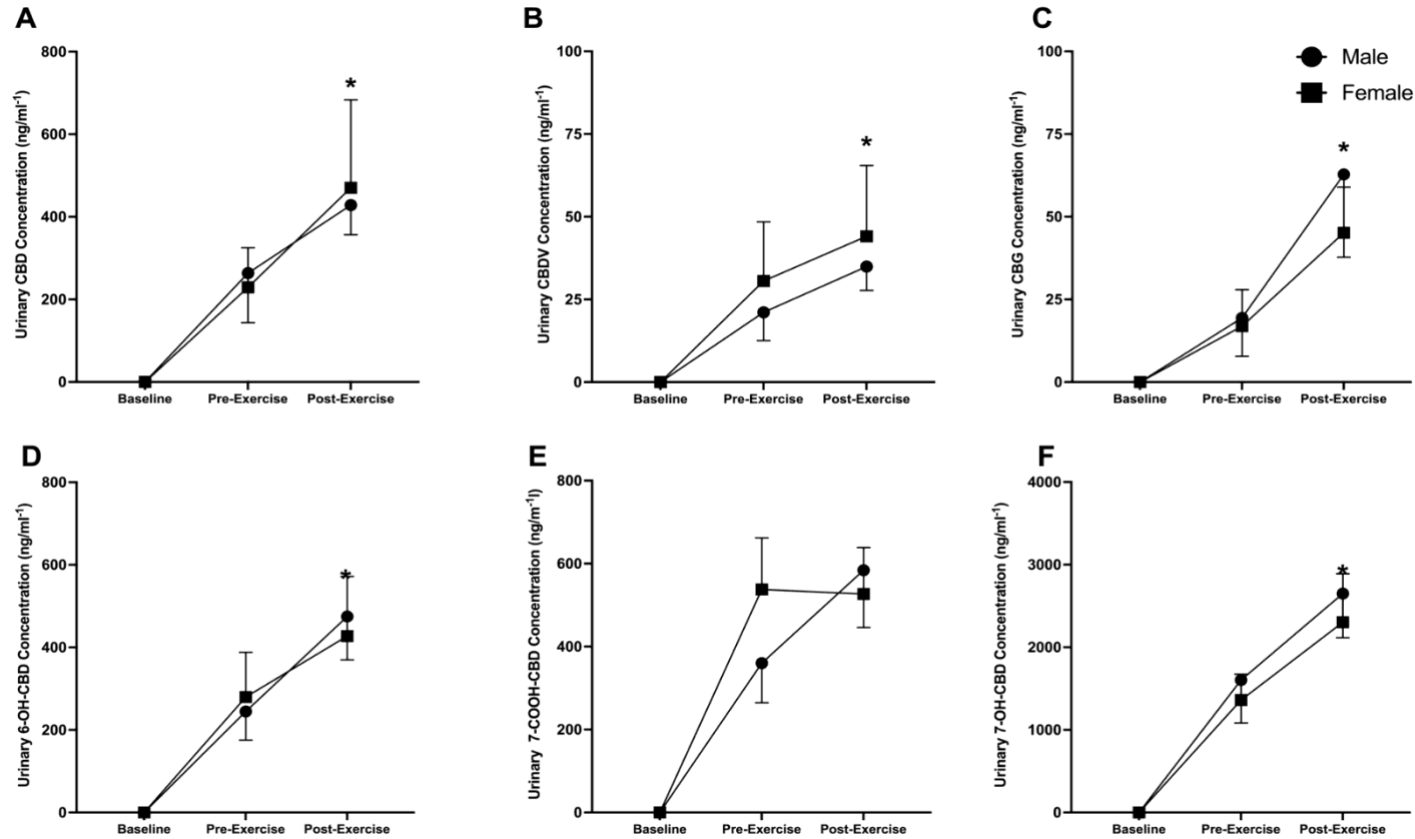 A
Urinary CBD Concentration (ng/ml⁻¹)
800
600
400
200
0
*
Baseline
Pre-Exercise
Post-Exercise
B
Urinary CBDV Concentration (ng/ml⁻¹)
100
75
50
25
0
*
Baseline
Pre-Exercise
Post-Exercise
C
Urinary CBG Concentration (ng/ml⁻¹)
100
75
50
25
0
*
Male
Female
Baseline
Pre-Exercise
Post-Exercise
D
Urinary 6-OH-CBD Concentration (ng/ml⁻¹)
800
600
400
200
0
*
Baseline
Pre-Exercise
Post-Exercise
E
Urinary 7-COOH-CBD Concentration (ng/m⁻¹l)
800
600
400
200
0
Baseline
Pre-Exercise
Post-Exercise
F
Urinary 7-OH-CBD Concentration (ng/ml⁻¹)
4000
3000
2000
1000
0
*
Baseline
Pre-Exercise
Post-Exercise